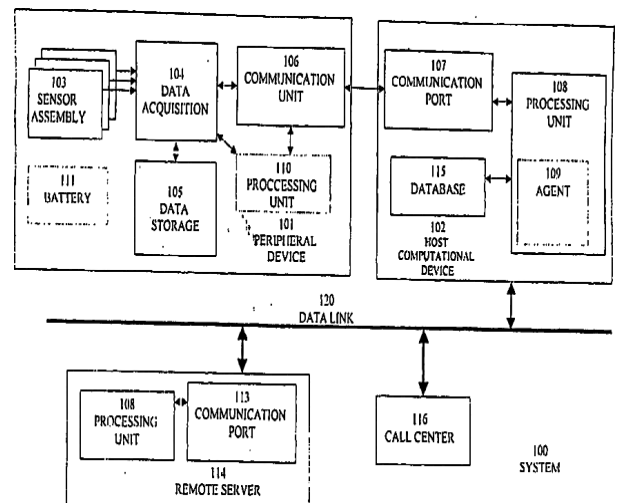 103
SENSOR
ASSEMBLY
104
DATA
ACQUISITION
106
COMMUNICATION
UNIT
111
BATTERY
105
DATA
STORAGE
110
PROCCESSING
UNIT
101
PERIPHERAL
DEVICE
107
COMMUNICATION
PORT
108
PROCESSING
UNIT
115
DATABASE
109
AGENT
102
HOST
COMPUTATIONAL
DEVICE
120
DATA LINK
108
PROCESSING
UNIT
113
COMMUNICATION
PORT
114
REMOTE SERVER
116
CALL CENTER
100
SYSTEM